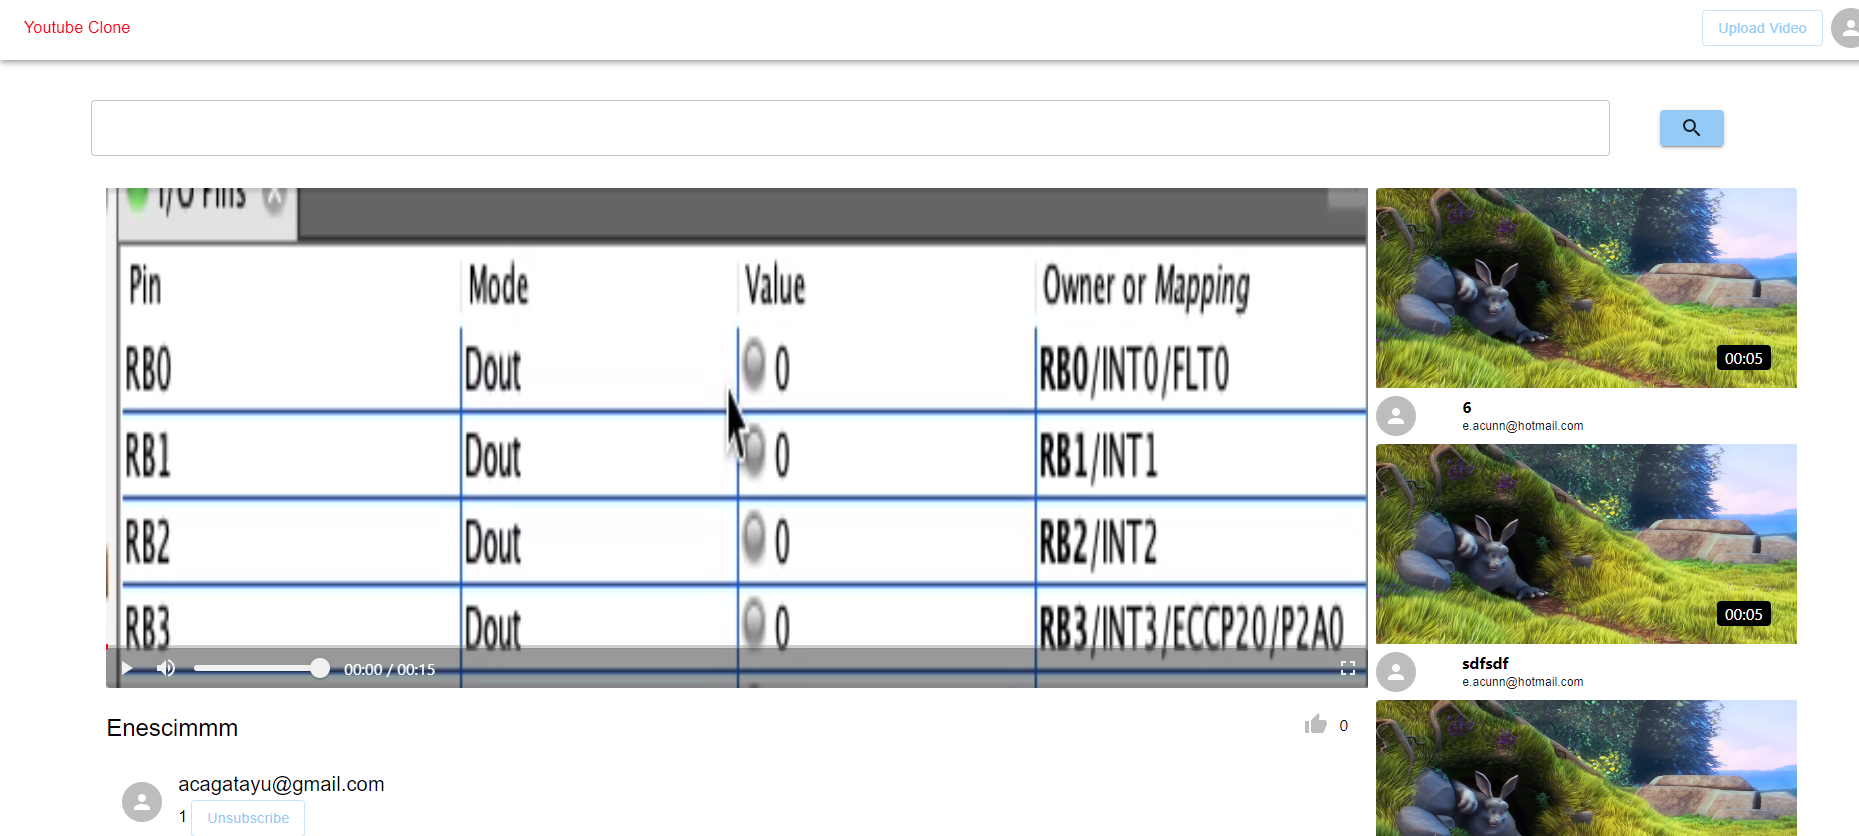 Youtube Clone
Upload Video
I/O Pins
Pin Mode Value Owner or Mapping
RB0 Dout 0 RB0/INT0/FLT0
RB1 Dout 0 RB1/INT1
RB2 Dout 0 RB2/INT2
RB3 Dout 0 RB3/INT3/ECCP20/P2A0
00:00 / 00:15
Enescimmm
0
acagatayu@gmail.com
1 Unsubscribe
00:05
6
e.acunn@hotmail.com
00:05
sdfsdf
e.acunn@hotmail.com